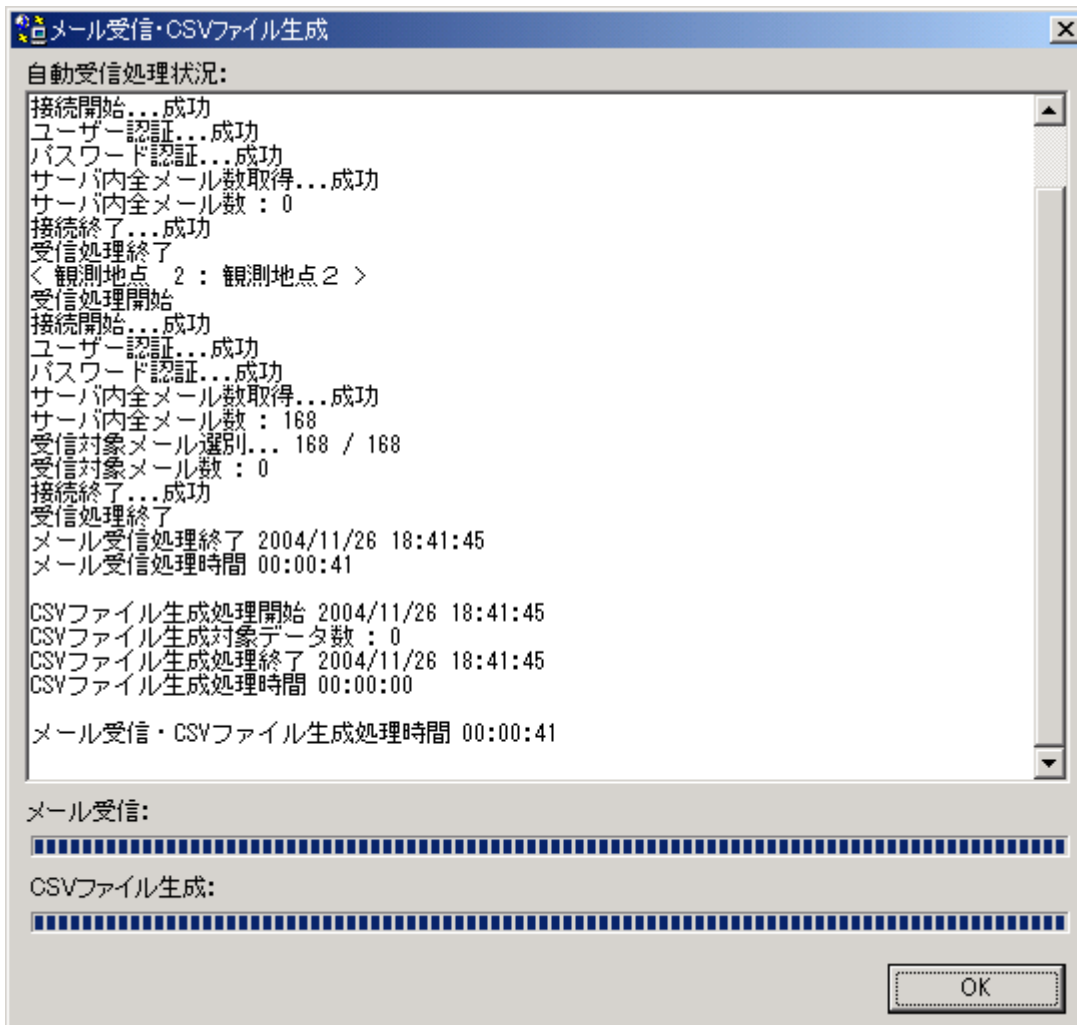 メール受信・CSVファイル生成
自動受信処理状況:
接続開始...成功
ユーザー認証...成功
パスワード認証...成功
サーバ内全メール数取得...成功
サーバ内全メール数 : 0
接続終了...成功
受信処理終了
< 観測地点　2 : 観測地点２ >
受信処理開始
接続開始...成功
ユーザー認証...成功
パスワード認証...成功
サーバ内全メール数取得...成功
サーバ内全メール数 : 168
受信対象メール選別... 168 / 168
受信対象メール数 : 0
接続終了...成功
受信処理終了
メール受信処理終了 2004/11/26 18:41:45
メール受信処理時間 00:00:41
CSVファイル生成処理開始 2004/11/26 18:41:45
CSVファイル生成対象データ数 : 0
CSVファイル生成処理終了 2004/11/26 18:41:45
CSVファイル生成処理時間 00:00:00
メール受信・CSVファイル生成処理時間 00:00:41
メール受信:
CSVファイル生成:
OK